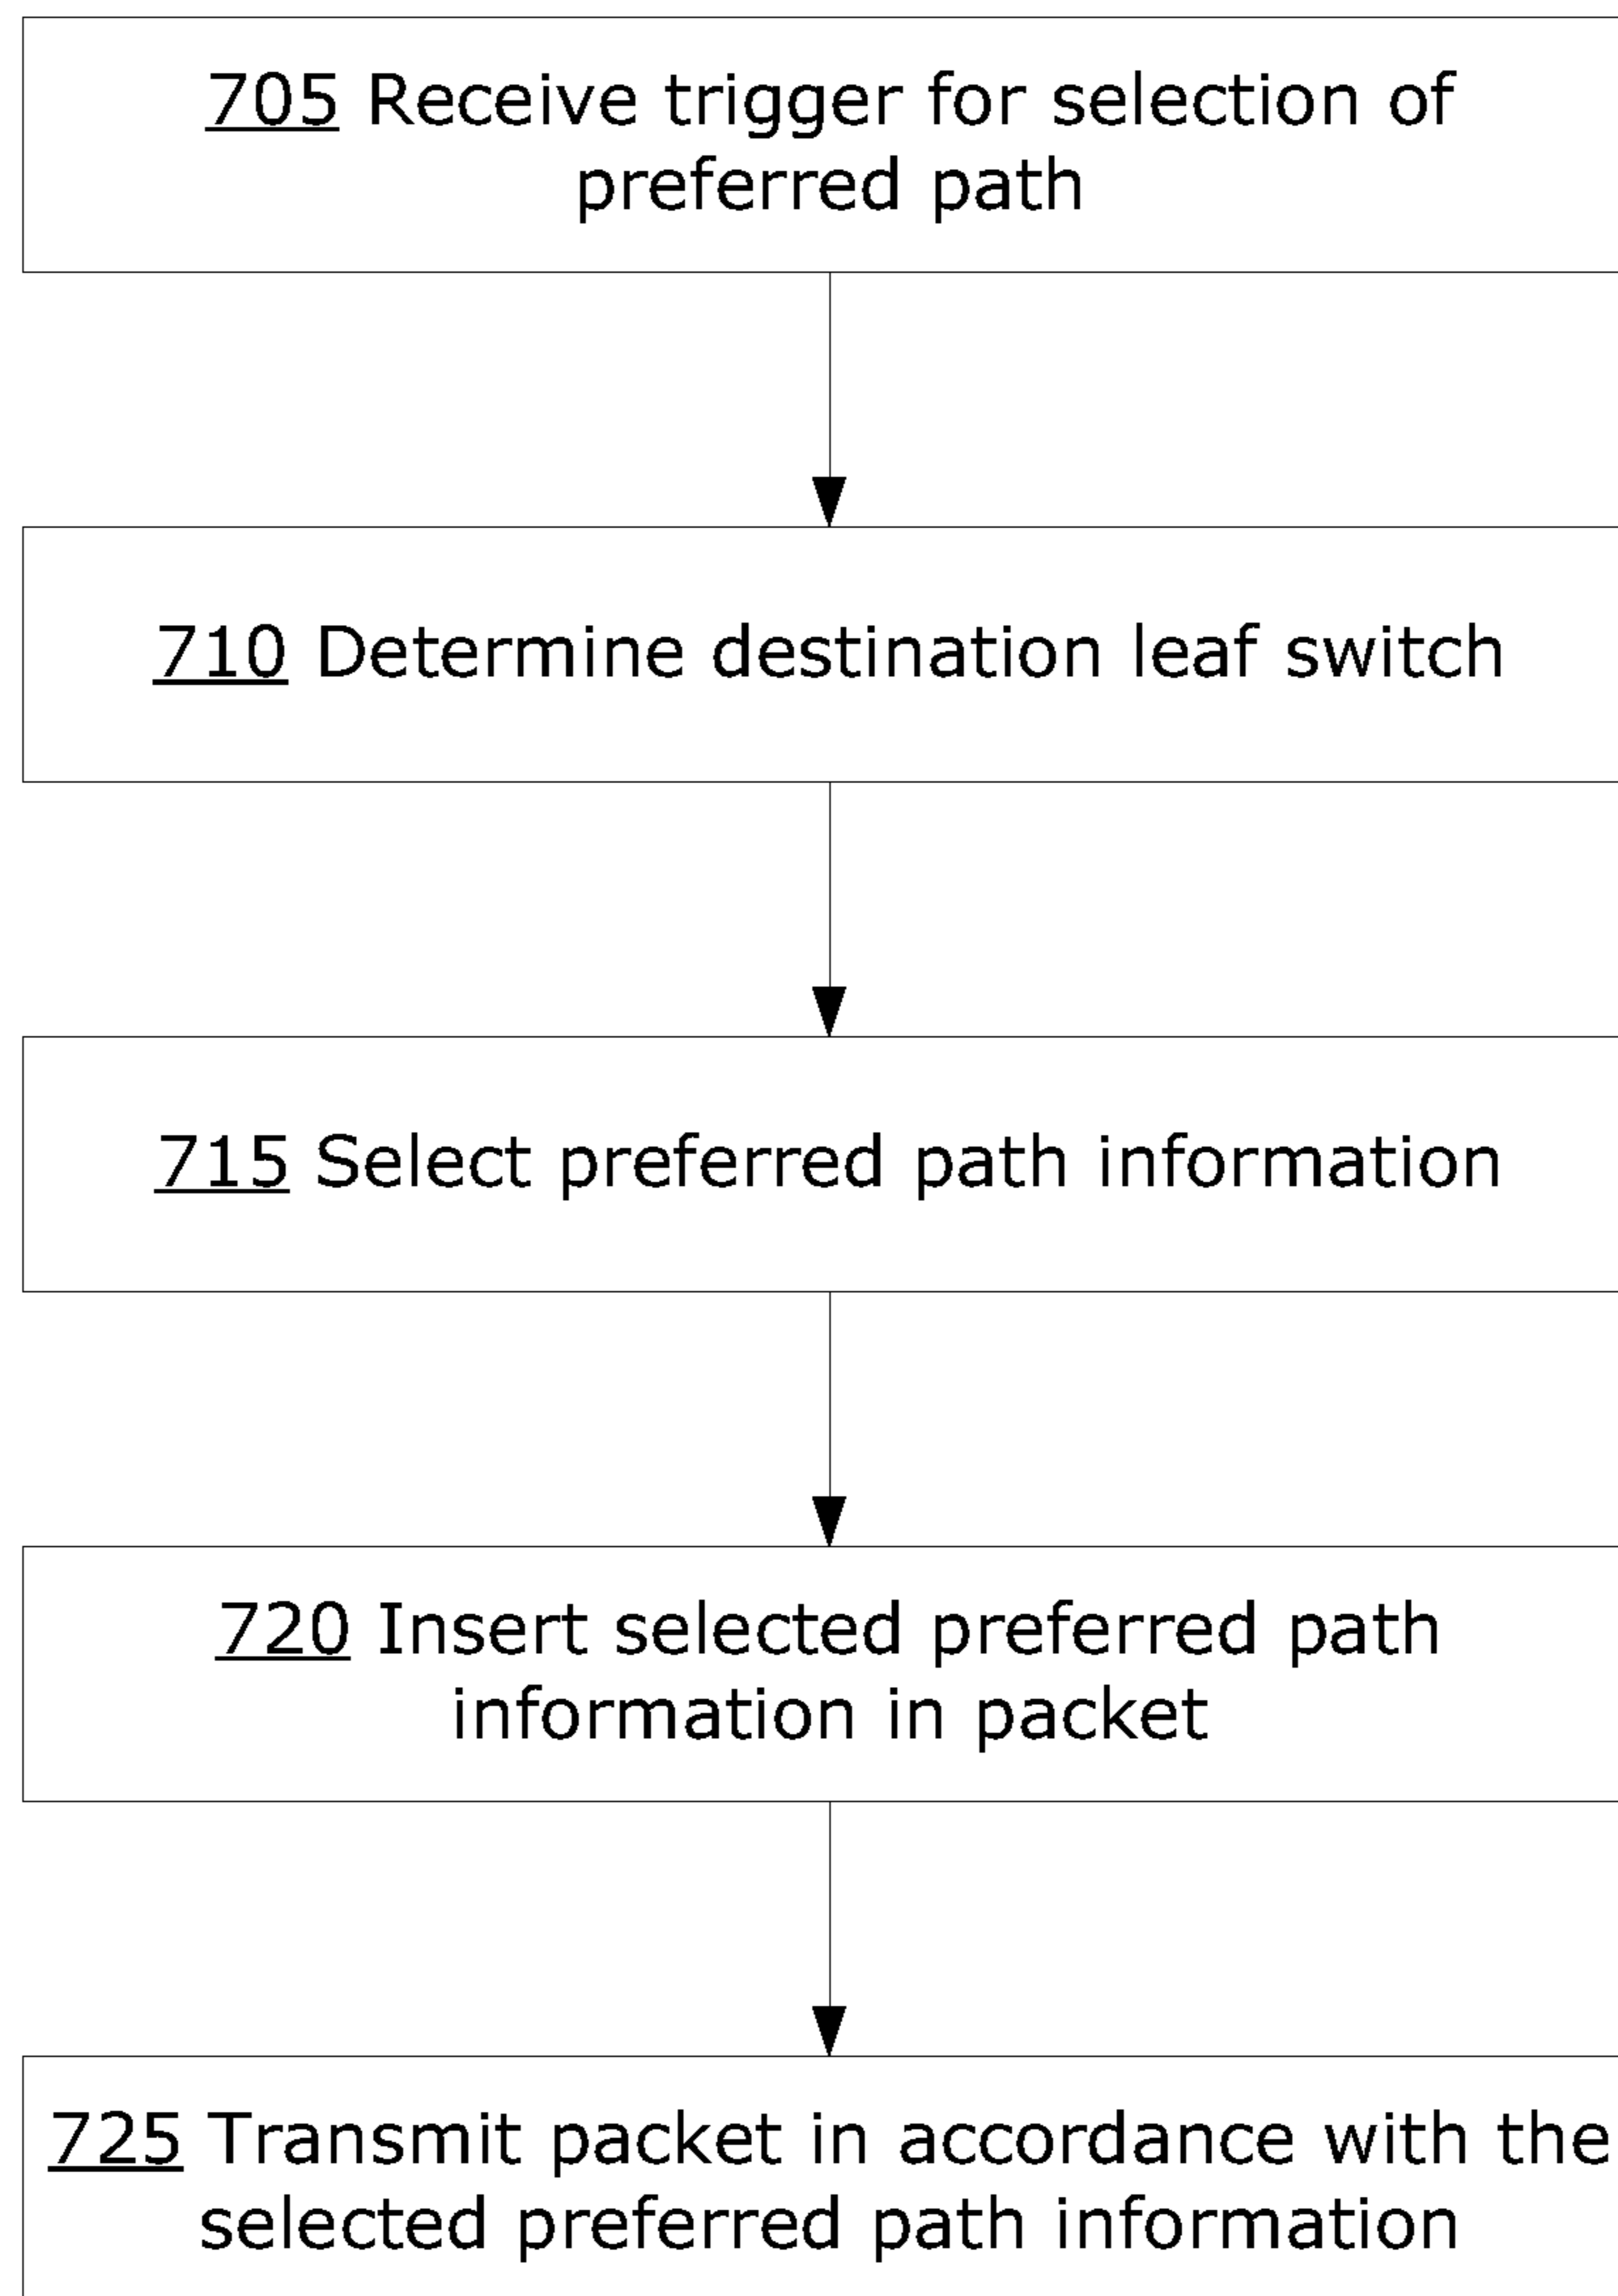 705 Receive trigger for selection of
preferred path
710 Determine destination leaf switch
715 Select preferred path information
720 Insert selected preferred path
information in packet
725 Transmit packet in accordance with the
selected preferred path information